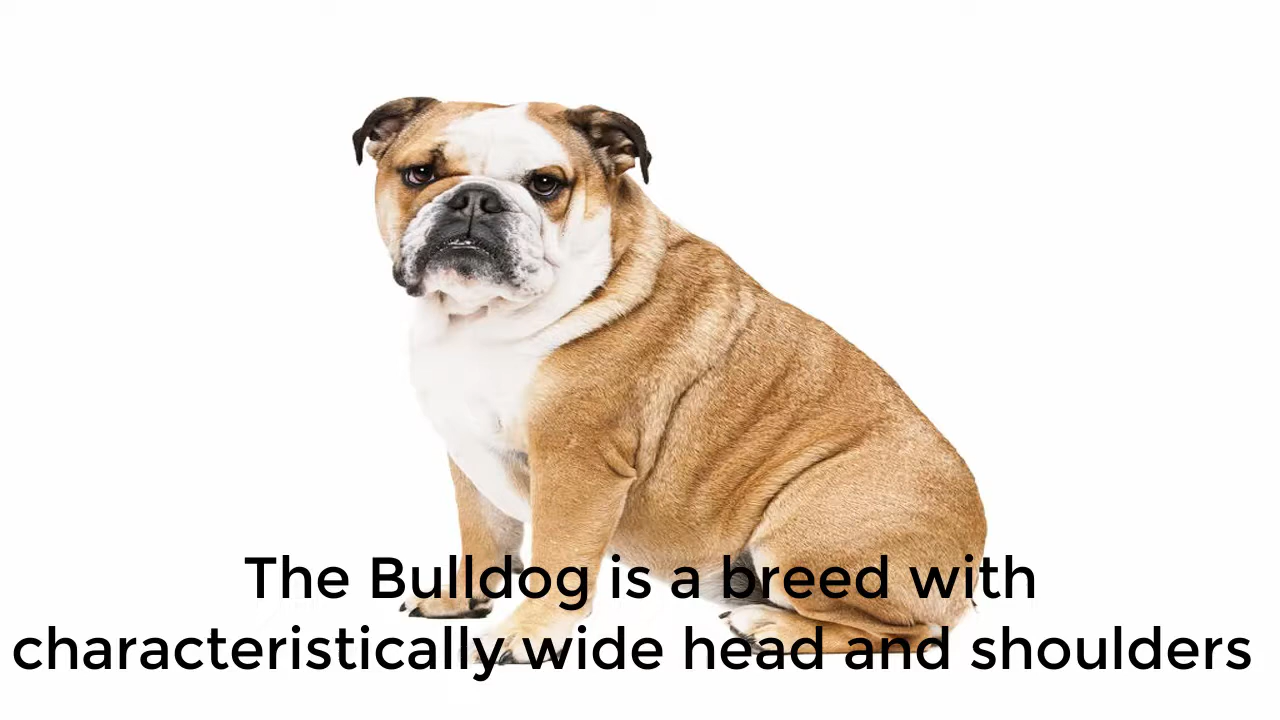 The Bulldog is a breed with
characteristically wide head and shoulders